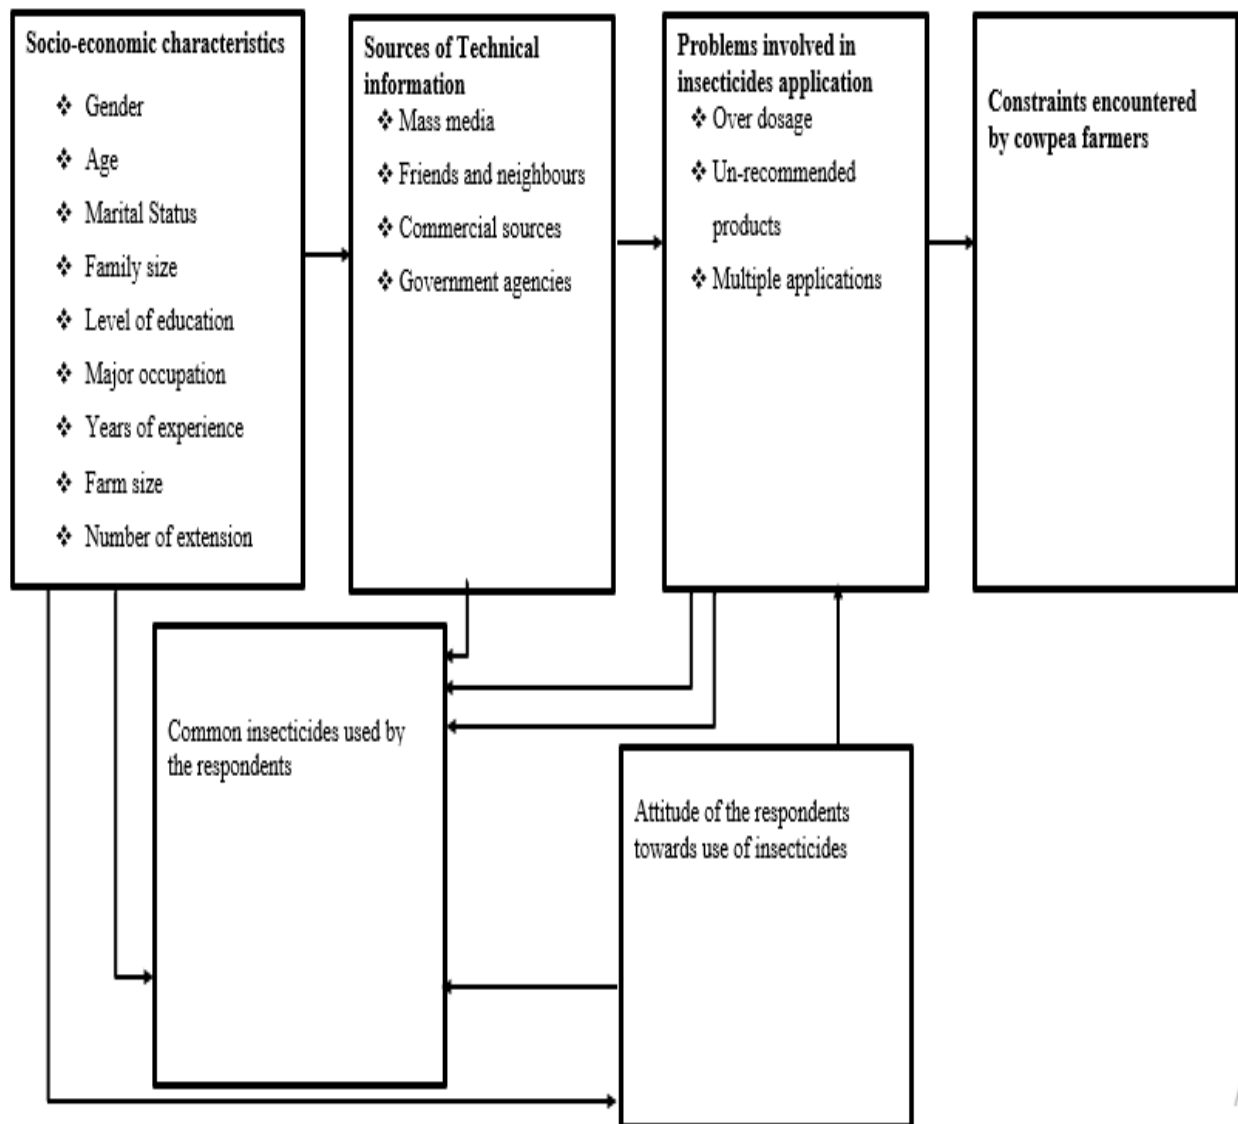 Socio-economic characteristics
❖ Gender
❖ Age
❖ Marital Status
❖ Family size
❖ Level of education
❖ Major occupation
❖ Years of experience
❖ Farm size
❖ Number of extension
Sources of Technical
information
❖ Mass media
❖ Friends and neighbours
❖ Commercial sources
❖ Government agencies
Problems involved in
insecticides application
❖ Over dosage
❖ Un-recommended
products
❖ Multiple applications
Constraints encountered
by cowpea farmers
Common insecticides used by
the respondents
Attitude of the respondents
towards use of insecticides